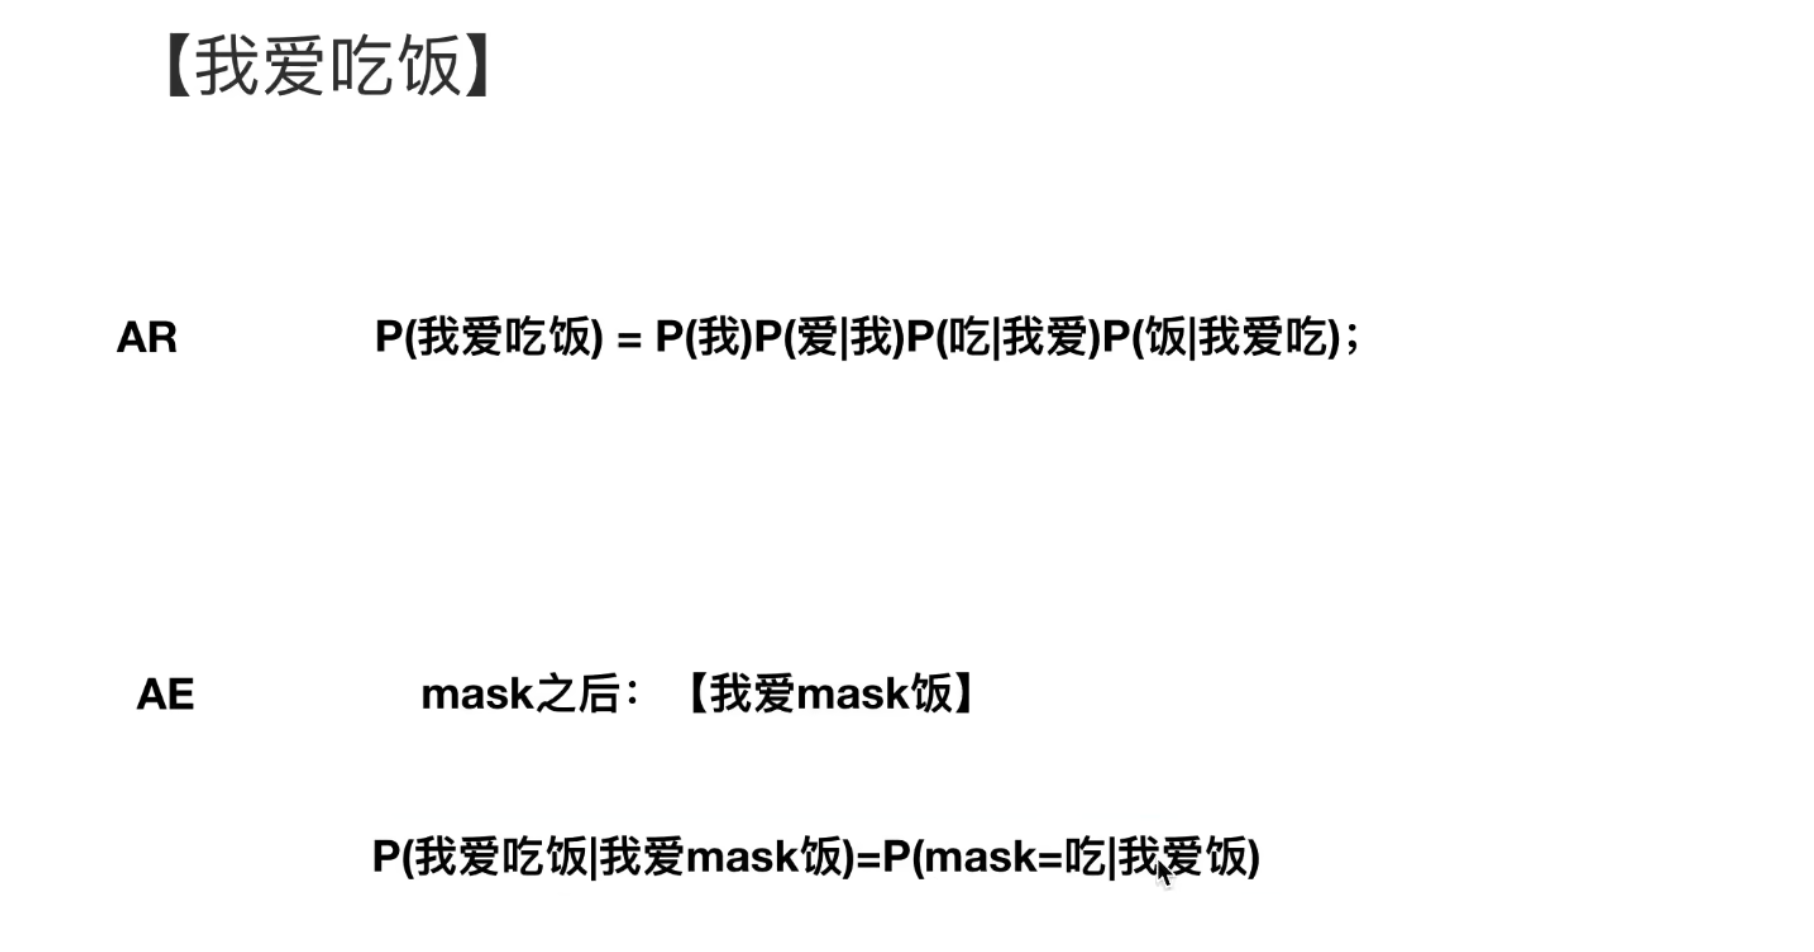 【我爱吃饭】
AR P(我爱吃饭) = P(我)P(爱|我)P(吃|我爱)P(饭|我爱吃)；
AE mask之后：【我爱mask饭】
P(我爱吃饭|我爱mask饭)=P(mask=吃|我爱饭)